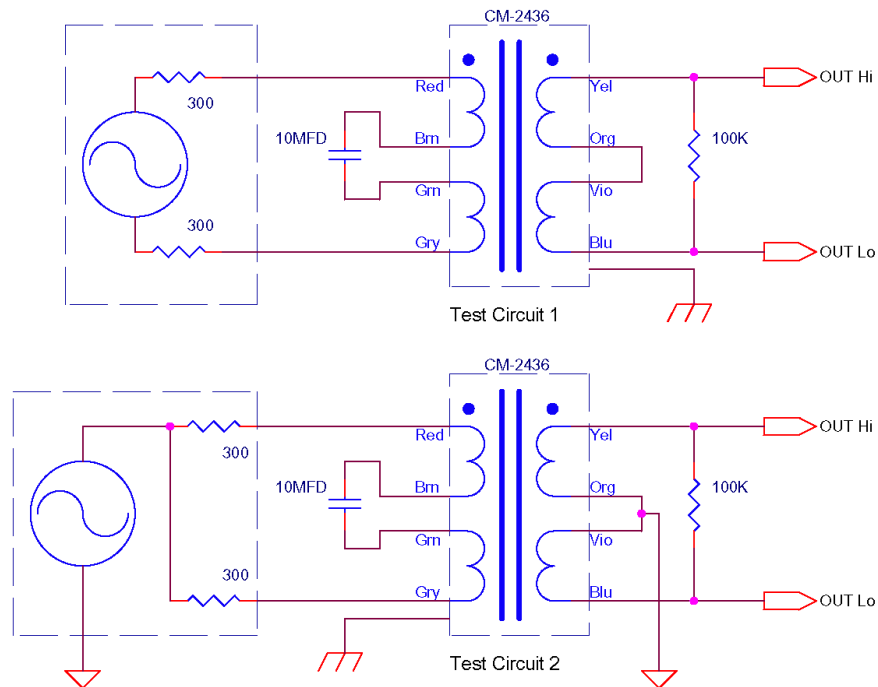 CM-2436
300
Red
Yel
OUT Hi
10MFD
Brn
Org
100K
Grn
Vio
300
Gry
Blu
OUT Lo
Test Circuit 1
CM-2436
Red
Yel
OUT Hi
300
10MFD
Brn
Org
100K
Grn
Vio
300
Gry
Blu
OUT Lo
Test Circuit 2